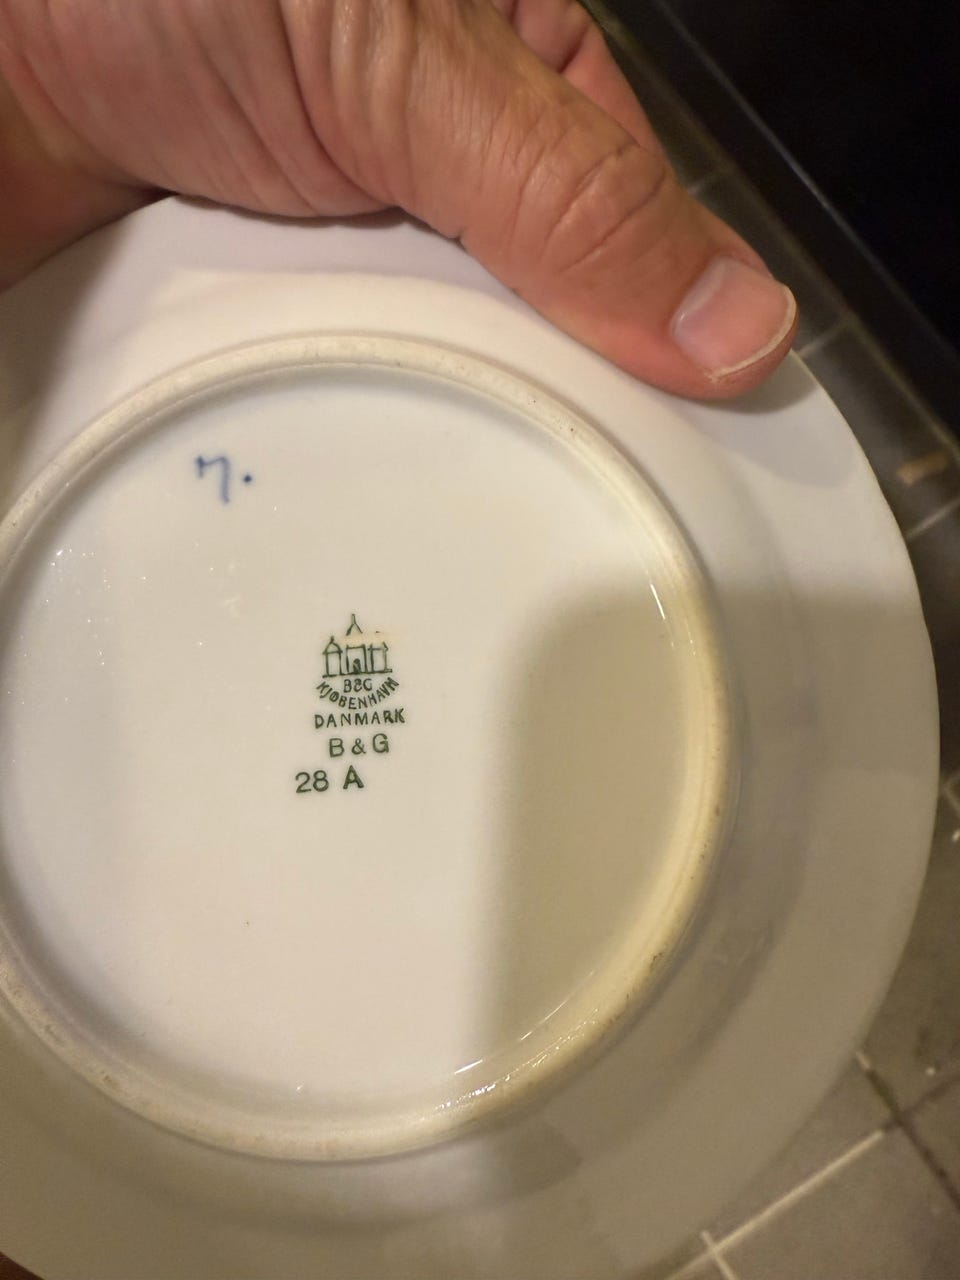 7.
B&G
KJØBENHAVN
DANMARK
B & G
28 A